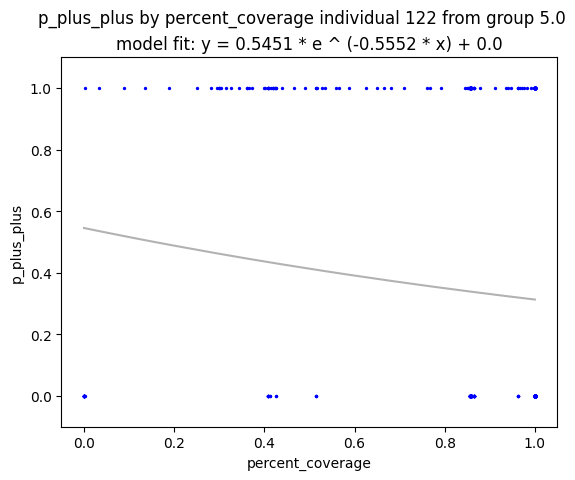 p_plus_plus by percent_coverage individual 122 from group 5.0
model fit: y = 0.5451 * e ^ (-0.5552 * x) + 0.0
1.0
0.8
0.6
0.4
0.2
0.0
p_plus_plus
0.0 0.2 0.4 0.6 0.8 1.0
percent_coverage